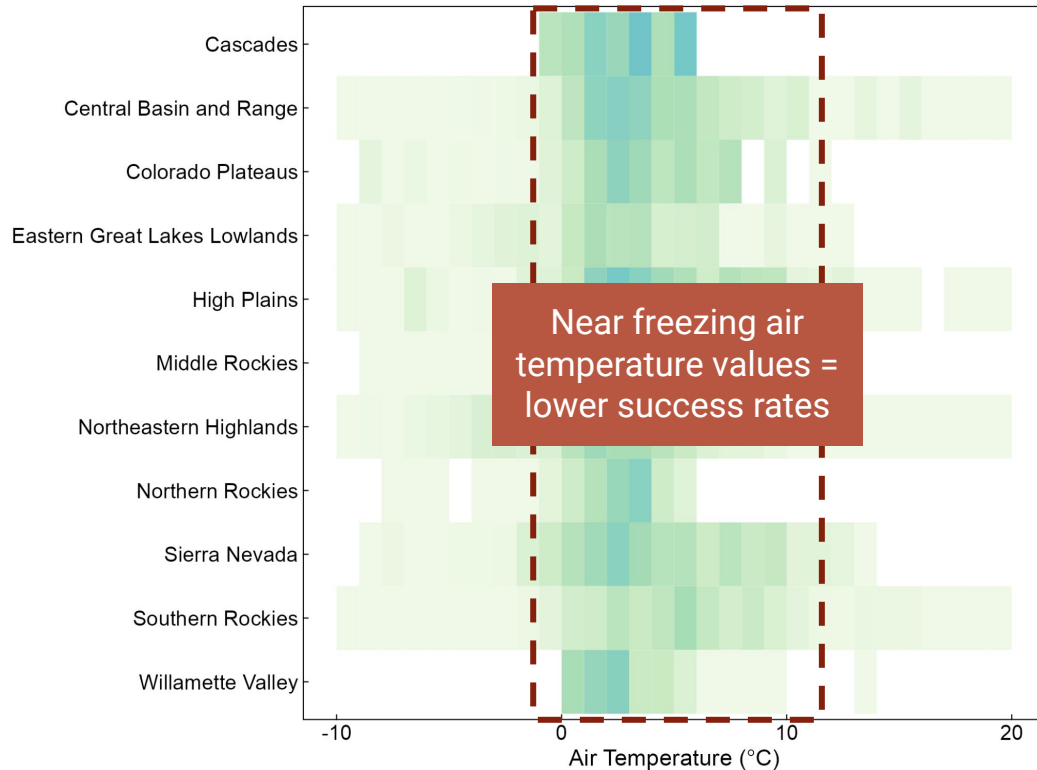 Cascades
Central Basin and Range
Colorado Plateaus
Eastern Great Lakes Lowlands
High Plains
Middle Rockies
Northeastern Highlands
Northern Rockies
Sierra Nevada
Southern Rockies
Willamette Valley
Near freezing air
temperature values =
lower success rates
-10 0 10 20
Air Temperature (°C)